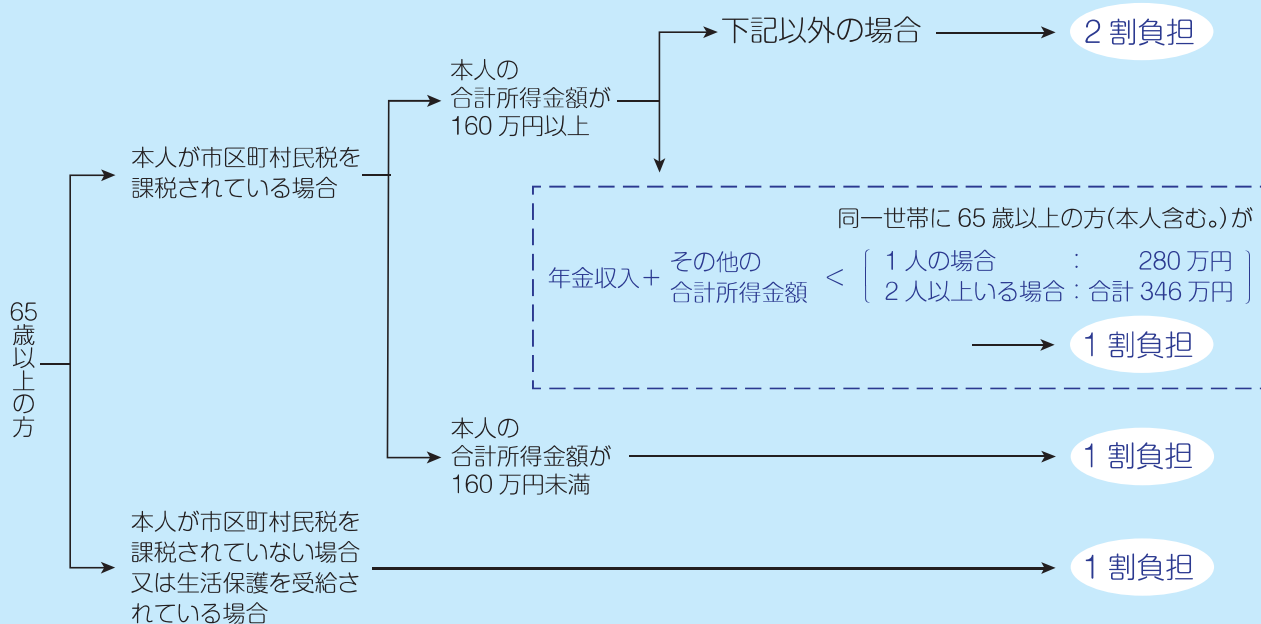 65歳以上の方
本人が市区町村民税を
課税されている場合
本人の
合計所得金額が
160 万円以上
下記以外の場合
2 割負担
同一世帯に 65 歳以上の方(本人含む。)が
年金収入＋
その他の
合計所得金額
＜
1 人の場合 : 280 万円
2 人以上いる場合 : 合計 346 万円
1 割負担
本人の
合計所得金額が
160 万円未満
1 割負担
本人が市区町村民税を
課税されていない場合
又は生活保護を受給さ
れている場合
1 割負担